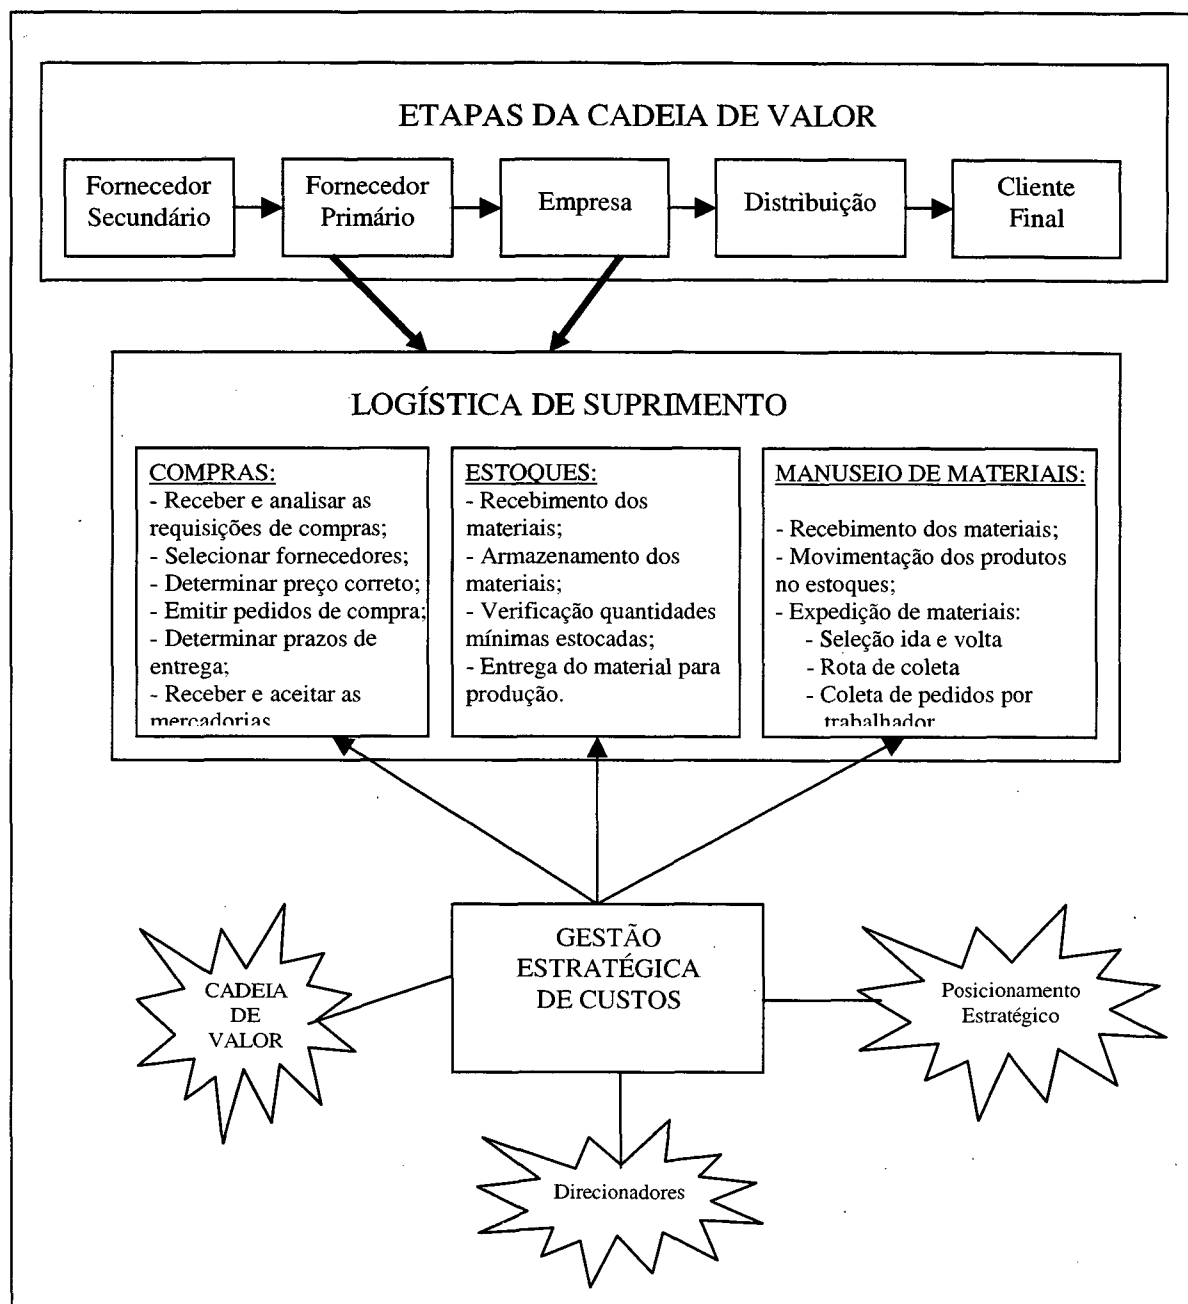 ETAPAS DA CADEIA DE VALOR
Fornecedor
Secundário
Fornecedor
Primário
Empresa
Distribuição
Cliente
Final
LOGÍSTICA DE SUPRIMENTO
COMPRAS:
- Receber e analisar as
requisições de compras;
- Selecionar fornecedores;
- Determinar preço correto;
- Emitir pedidos de compra;
- Determinar prazos de
entrega;
- Receber e aceitar as
mercadorias
ESTOQUES:
- Recebimento dos
materiais;
- Armazenamento dos
materiais;
- Verificação quantidades
mínimas estocadas;
- Entrega do material para
produção.
MANUSEIO DE MATERIAIS:
- Recebimento dos materiais;
- Movimentação dos produtos
no estoques;
- Expedição de materiais:
- Seleção ida e volta
- Rota de coleta
- Coleta de pedidos por
trabalhador
GESTÃO
ESTRATÉGICA
DE CUSTOS
CADEIA
DE
VALOR
Posicionamento
Estratégico
Direcionadores